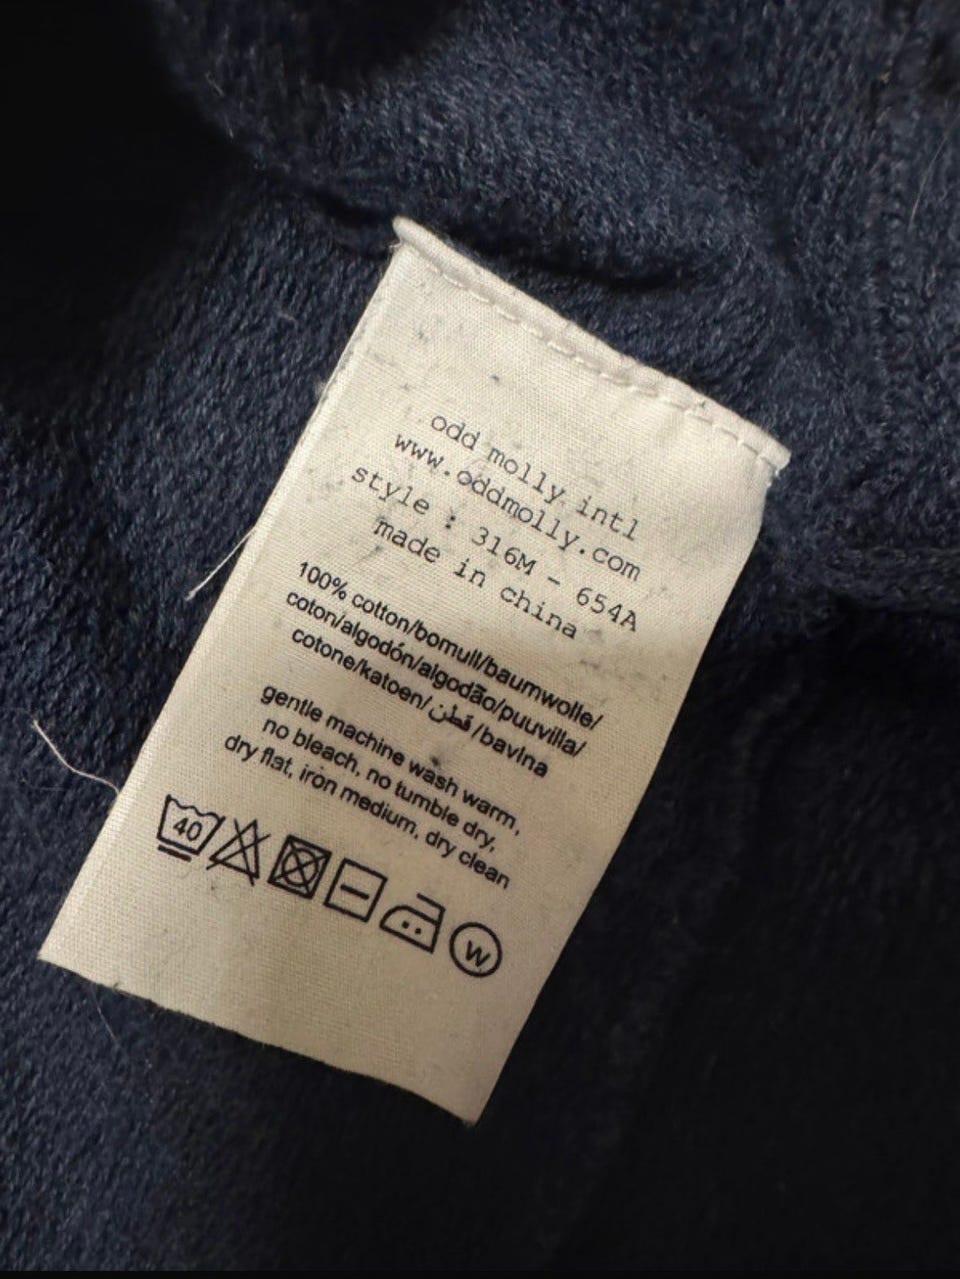 odd molly intl
www.oddmolly.com
style : 316M - 654A
made in china
100% cotton/bomull/baumwolle/
coton/algodón/algodão/puuvilla/
cotone/katoen/قطن/bavlna
gentle machine wash warm,
no bleach, no tumble dry,
dry flat, iron medium, dry clean
40
W